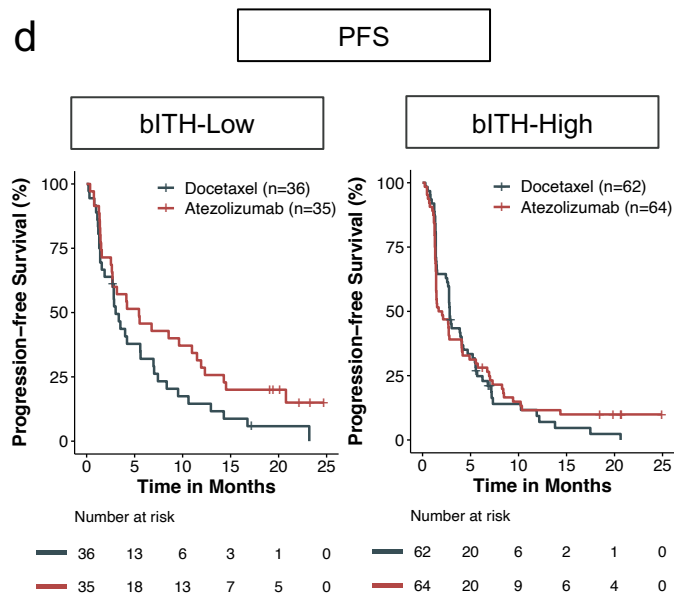 d
PFS
bITH-Low
bITH-High
Progression−free Survival (%)
100
75
50
25
0
Docetaxel (n=36)
Atezolizumab (n=35)
0 5 10 15 20 25
Time in Months
Number at risk
36 13 6 3 1 0
35 18 13 7 5 0
Progression−free Survival (%)
100
75
50
25
0
Docetaxel (n=62)
Atezolizumab (n=64)
0 5 10 15 20 25
Time in Months
Number at risk
62 20 6 2 1 0
64 20 9 6 4 0